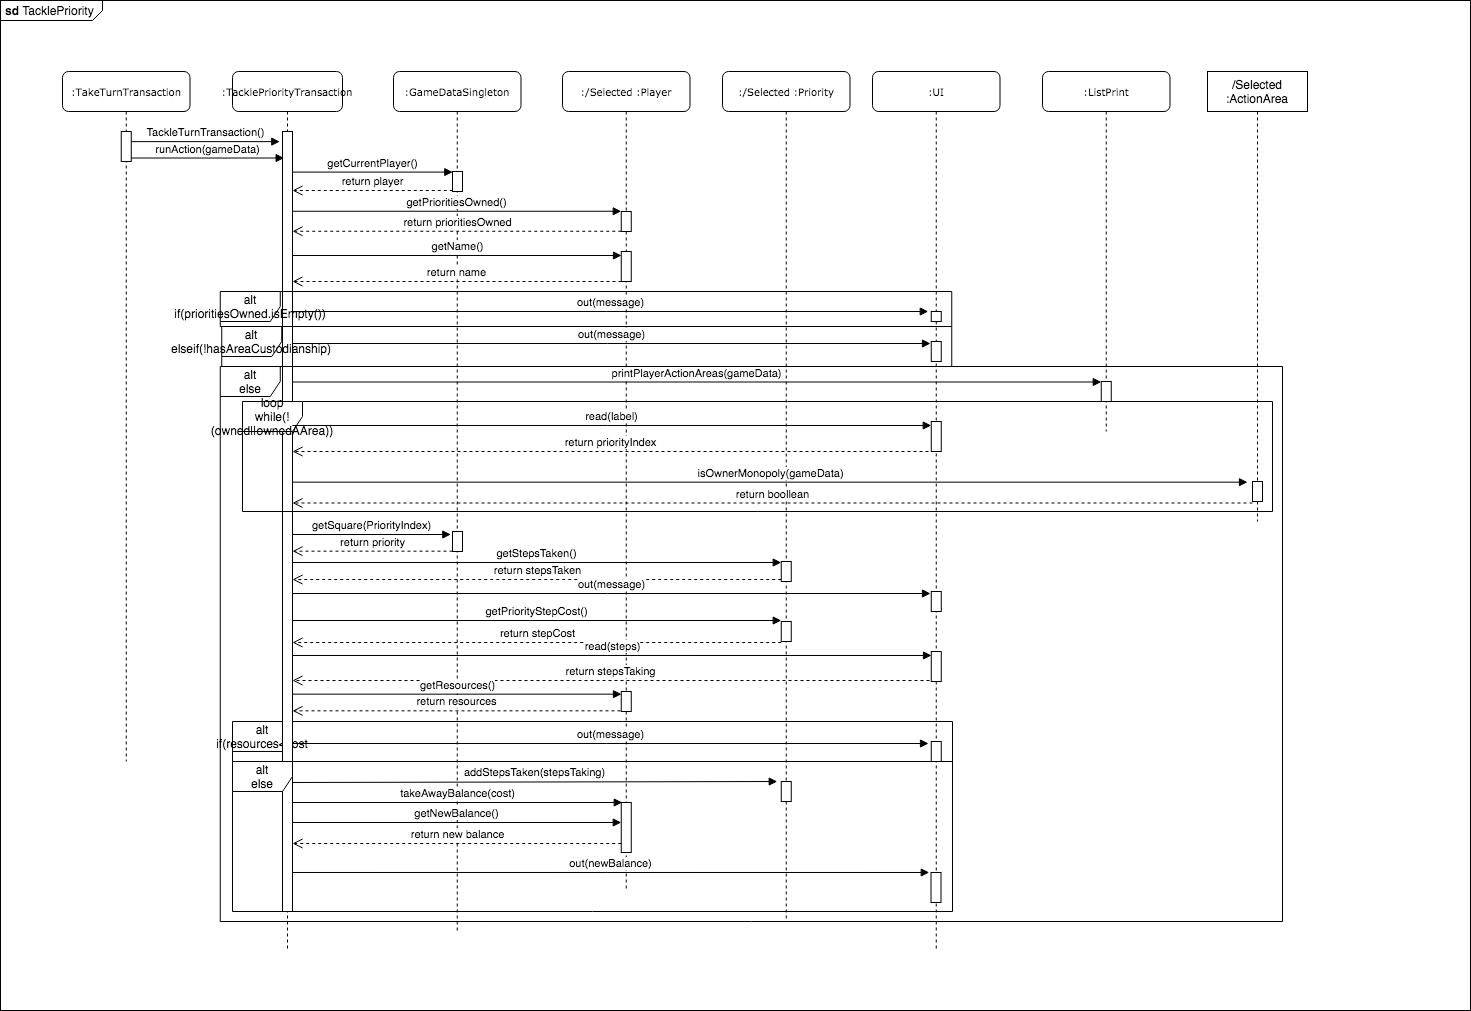 sd TacklePriority
:TakeTurnTransaction
:TacklePriorityTransaction
:GameDataSingleton
:/Selected :Player
:/Selected :Priority
:UI
:ListPrint
/Selected
:ActionArea
TackleTurnTransaction()
runAction(gameData)
getCurrentPlayer()
return player
getPrioritiesOwned()
return prioritiesOwned
getName()
return name
alt
if(prioritiesOwned.isEmpty())
out(message)
alt
elseif(!hasAreaCustodianship)
out(message)
alt
else
printPlayerActionAreas(gameData)
loop
while(!
(owned||ownedAArea))
read(label)
return priorityIndex
isOwnerMonopoly(gameData)
return boollean
getSquare(PriorityIndex)
return priority
getStepsTaken()
return stepsTaken
out(message)
getPriorityStepCost()
return stepCost
read(steps)
return stepsTaking
getResources()
return resources
alt
if(resources<cost
out(message)
alt
else
addStepsTaken(stepsTaking)
takeAwayBalance(cost)
getNewBalance()
return new balance
out(newBalance)